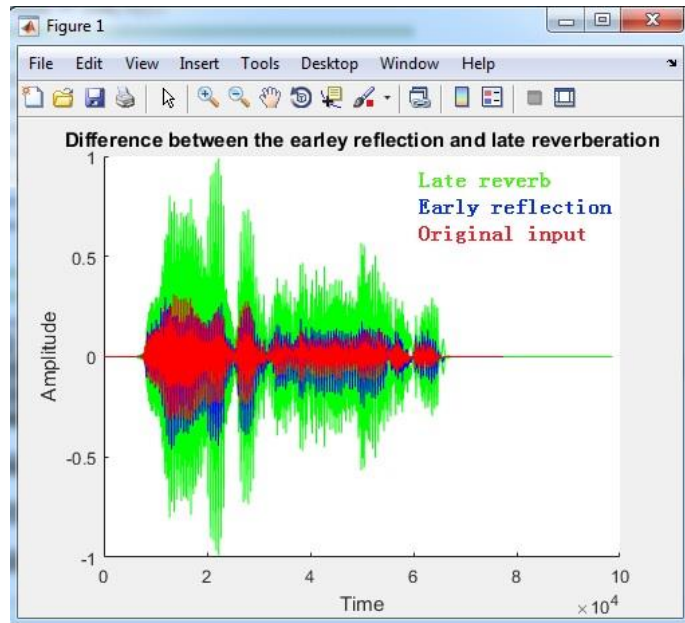 Figure 1
File Edit View Insert Tools Desktop Window Help
Difference between the earley reflection and late reverberation
Late reverb
Early reflection
Original input
1
0.5
0
-0.5
-1
Amplitude
0 2 4 6 8 10
Time
×10^4